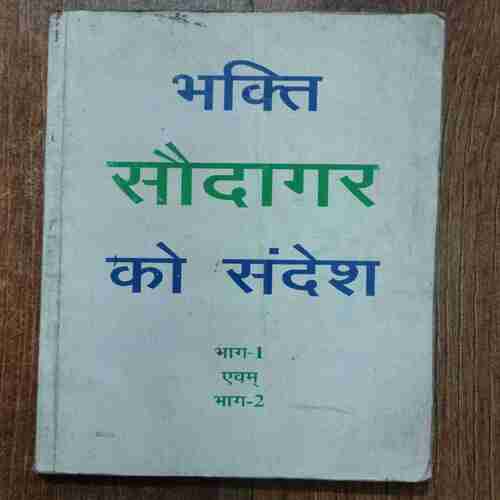 भक्ति
सौदागर
को संदेश
भाग-1
एवम्
भाग-2